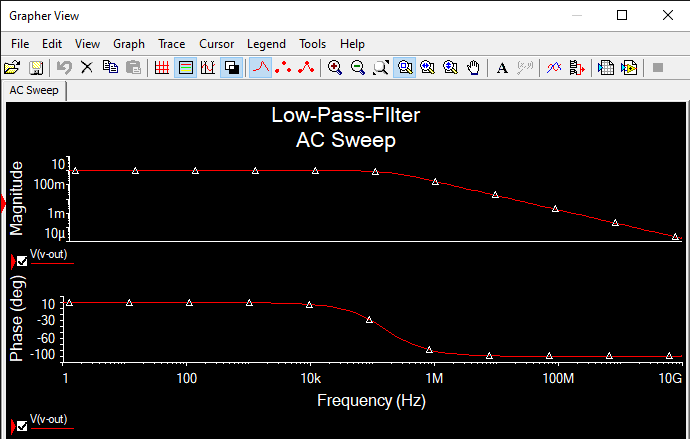 Grapher View
File Edit View Graph Trace Cursor Legend Tools Help
AC Sweep
Low-Pass-FIlter
AC Sweep
Magnitude
10
100m
1m
10µ
V(v-out)
Phase (deg)
10
-30
-60
-100
1 100 10k 1M 100M 10G
Frequency (Hz)
V(v-out)